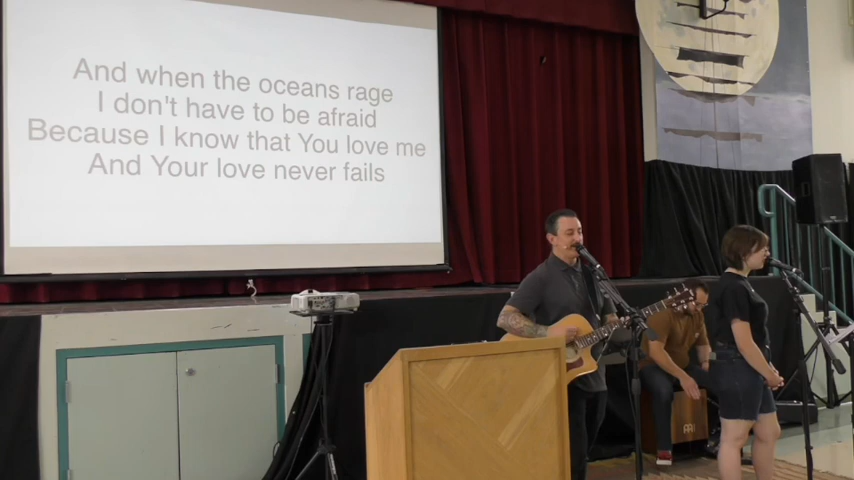 And when the oceans rage
I don't have to be afraid
Because I know that You love me
And Your love never fails